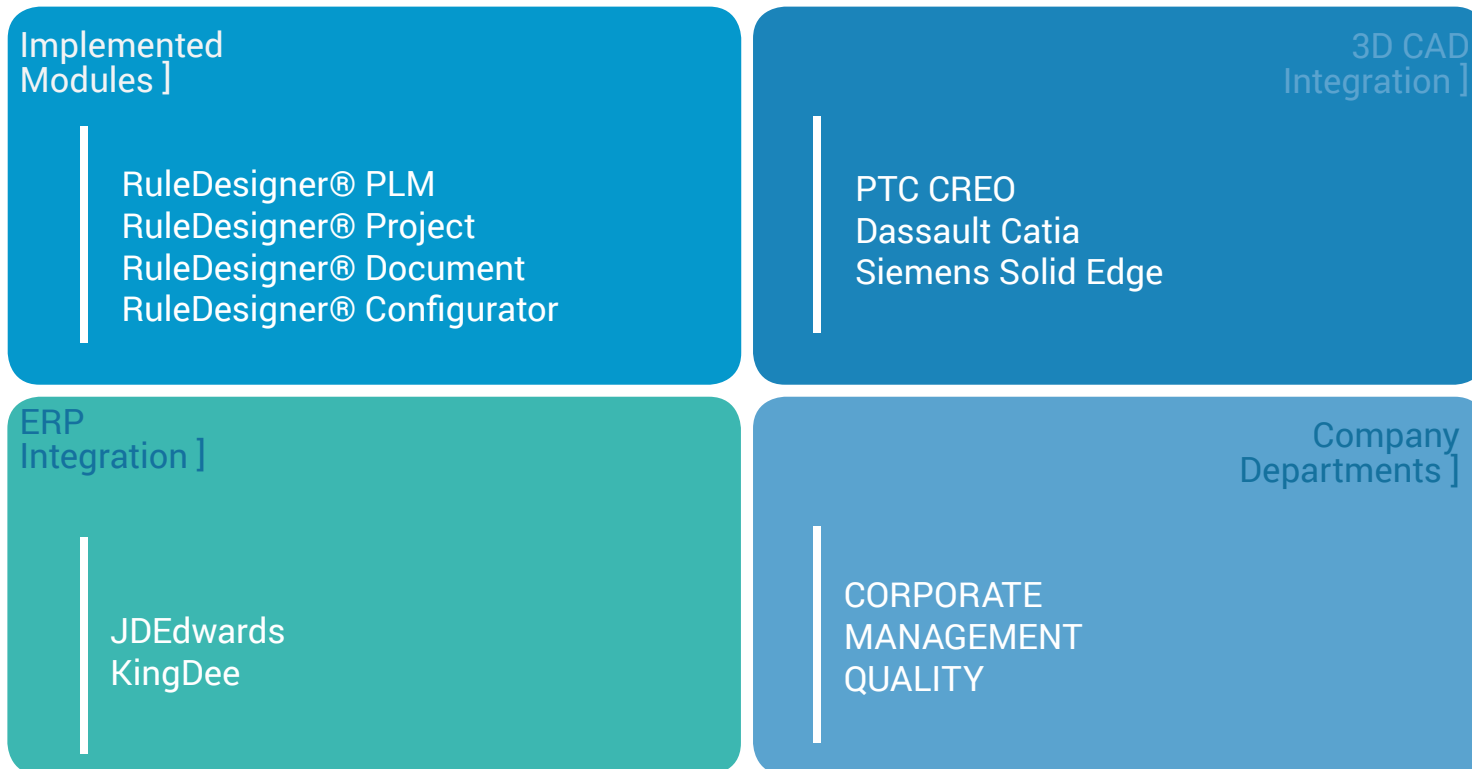 Implemented
Modules ]
RuleDesigner® PLM
RuleDesigner® Project
RuleDesigner® Document
RuleDesigner® Configurator
3D CAD
Integration ]
PTC CREO
Dassault Catia
Siemens Solid Edge
ERP
Integration ]
JDEdwards
KingDee
Company
Departments ]
CORPORATE
MANAGEMENT
QUALITY